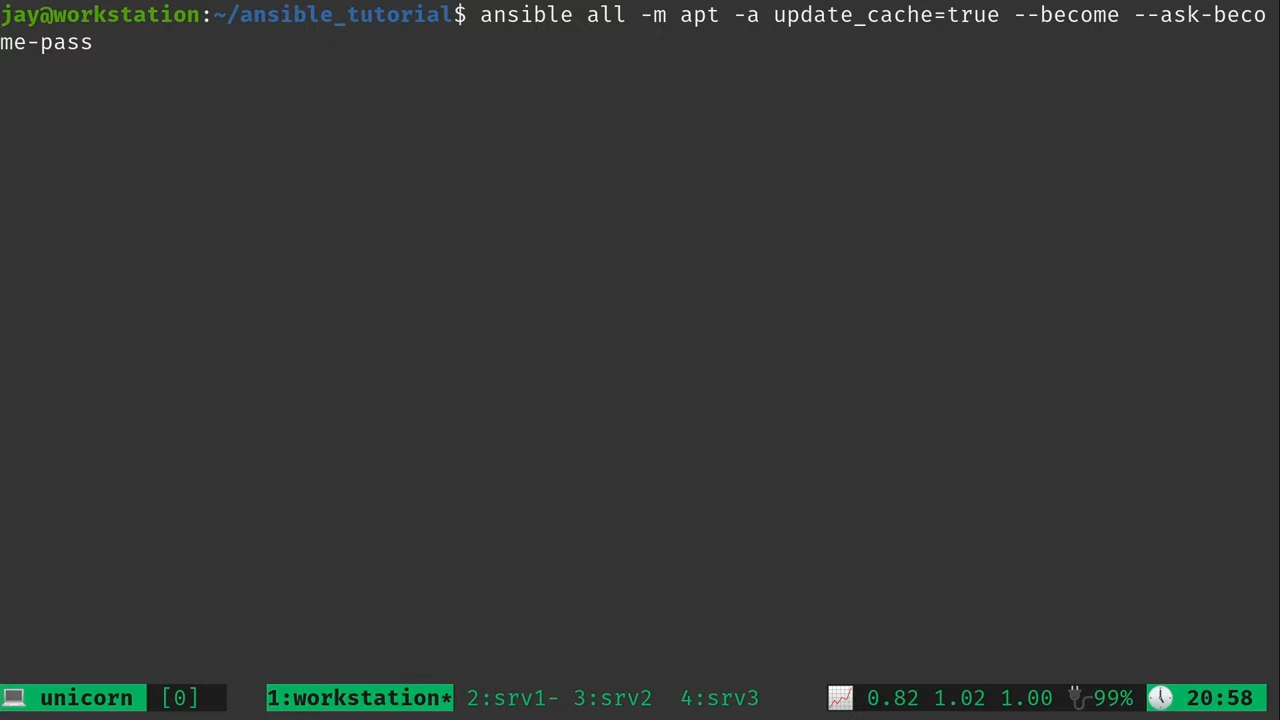 jay@workstation:~/ansible_tutorial$ ansible all -m apt -a update_cache=true --become --ask-beco
me-pass
unicorn [0] 1:workstation* 2:srv1- 3:srv2 4:srv3 0.82 1.02 1.00 99% 20:58